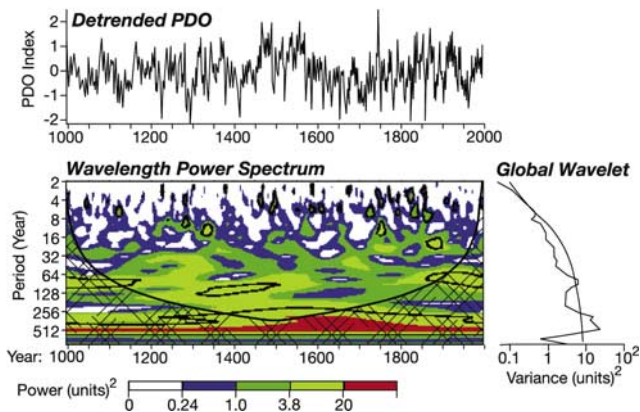 Detrended PDO
PDO Index
2
1
0
-1
-2
1000 1200 1400 1600 1800 2000
Wavelength Power Spectrum
Global Wavelet
Period (Year)
2
4
8
16
32
64
128
256
512
Year: 1000 1200 1400 1600 1800
0.1 1 10 10²
Variance (units)²
Power (units)²
0 0.24 1.0 3.8 20